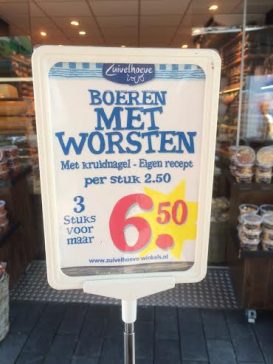 Zuivelhoeve
BOEREN
MET
WORSTEN
Met kruidnagel - Eigen recept
per stuk 2.50
3
Stuks
voor
maar
6.50
www.zuivelhoeve-winkels.nl